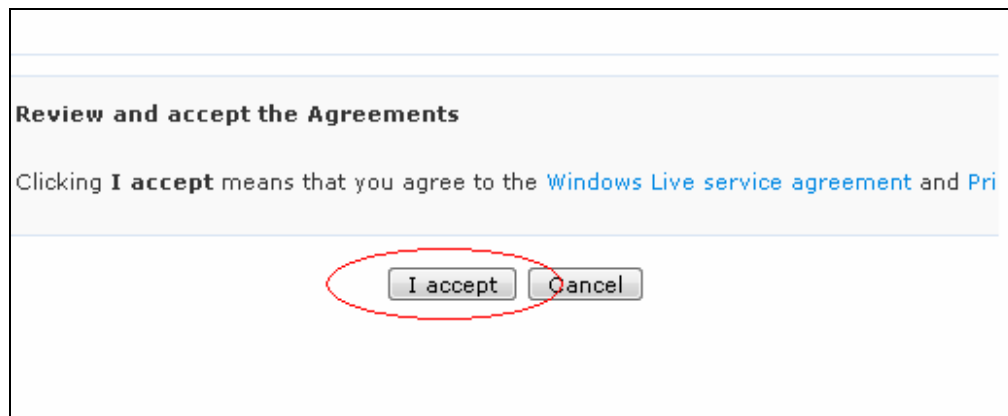 Review and accept the Agreements
Clicking I accept means that you agree to the Windows Live service agreement and Pri
I accept
Cancel